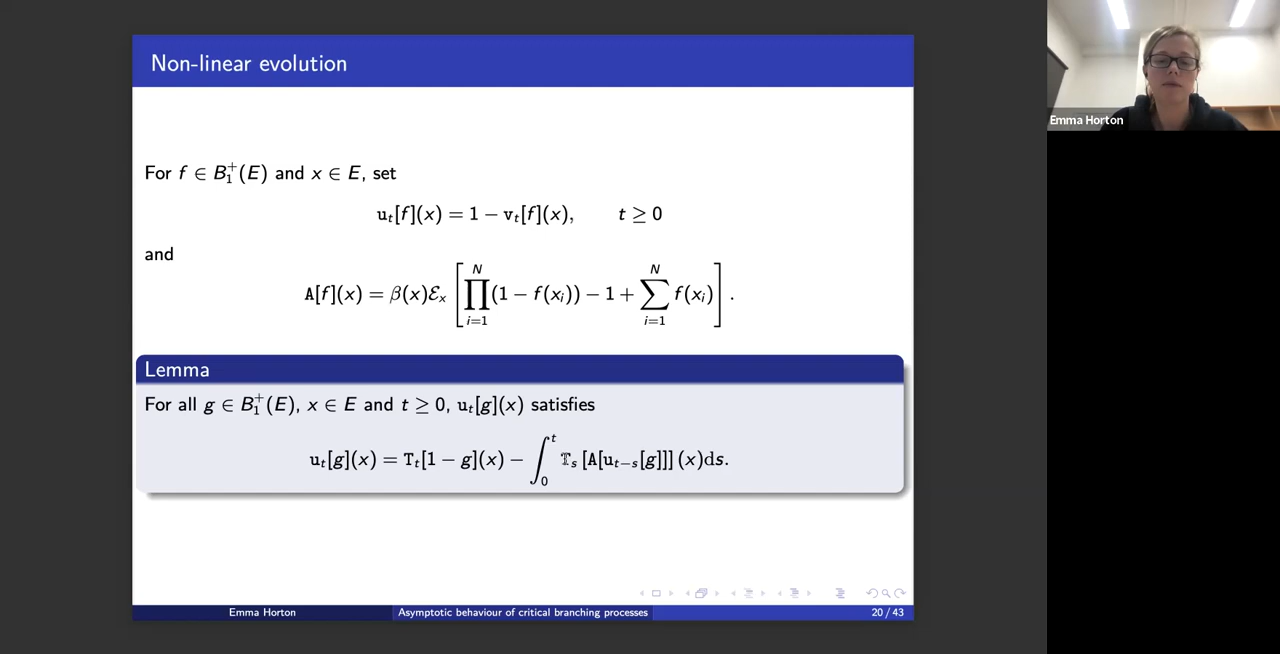 Non-linear evolution
For f ∈ B₁⁺(E) and x ∈ E, set
uₜ[f](x) = 1 − vₜ[f](x), t ≥ 0
and
A[f](x) = β(x)ℰₓ [ ∏_{i=1}^{N} (1 − f(xᵢ)) − 1 + ∑_{i=1}^{N} f(xᵢ) ] .
Lemma
For all g ∈ B₁⁺(E), x ∈ E and t ≥ 0, uₜ[g](x) satisfies
uₜ[g](x) = Tₜ[1 − g](x) − ∫₀ᵗ 𝕋ₛ [A[uₜ₋ₛ[g]]] (x)ds.
Emma Horton
Asymptotic behaviour of critical branching processes
20 / 43
Emma Horton